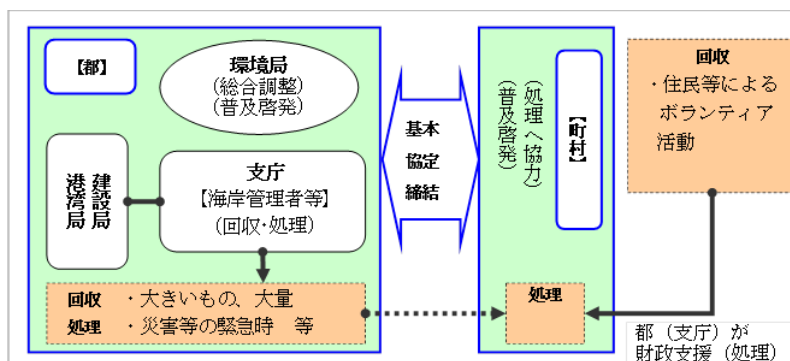 【都】
環境局
(総合調整)
(普及啓発)
建設局
港湾局
支庁
【海岸管理者等】
(回収・処理)
回収 ・大きいもの、大量
処理 ・災害等の緊急時 等
基本
協定
締結
【町村】
(処理へ協力)
(普及啓発)
処理
回収
・住民等による
ボランティア
活動
都（支庁）が
財政支援（処理）